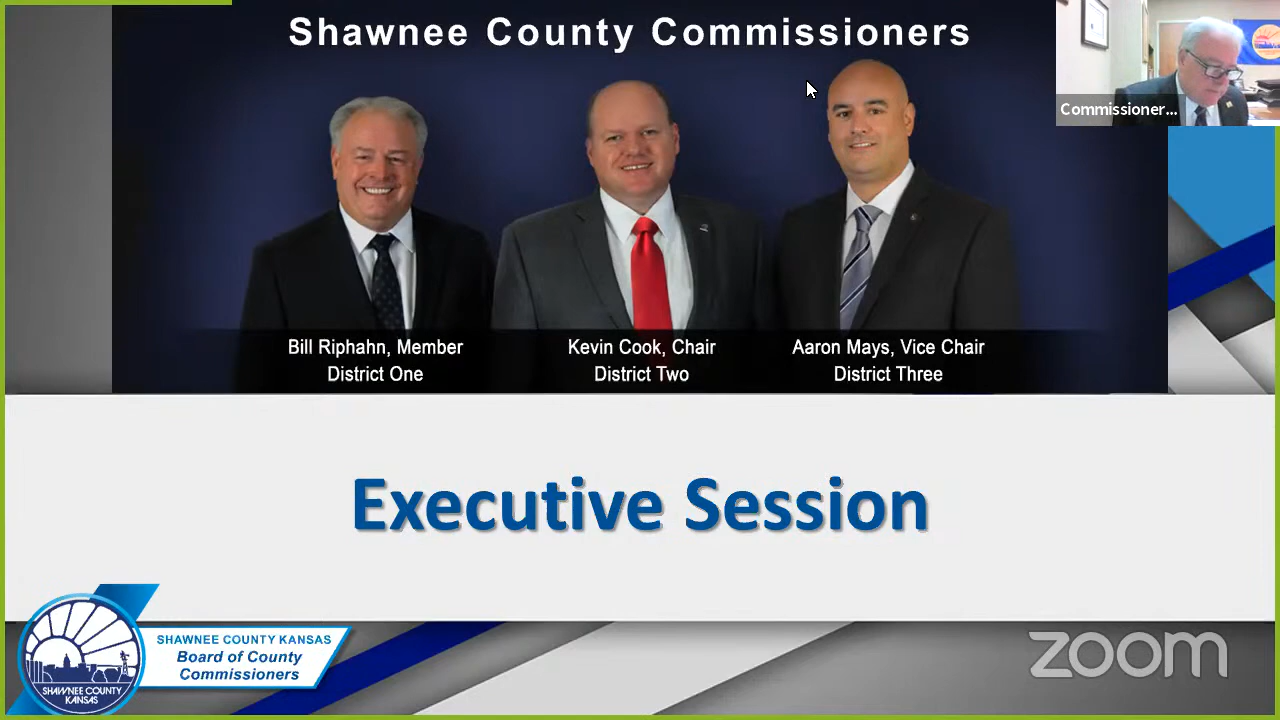 Shawnee County Commissioners
Commissioner...
Bill Riphahn, Member
District One
Kevin Cook, Chair
District Two
Aaron Mays, Vice Chair
District Three
Executive Session
SHAWNEE COUNTY KANSAS
Board of County
Commissioners
SHAWNEE COUNTY
KANSAS
zoom